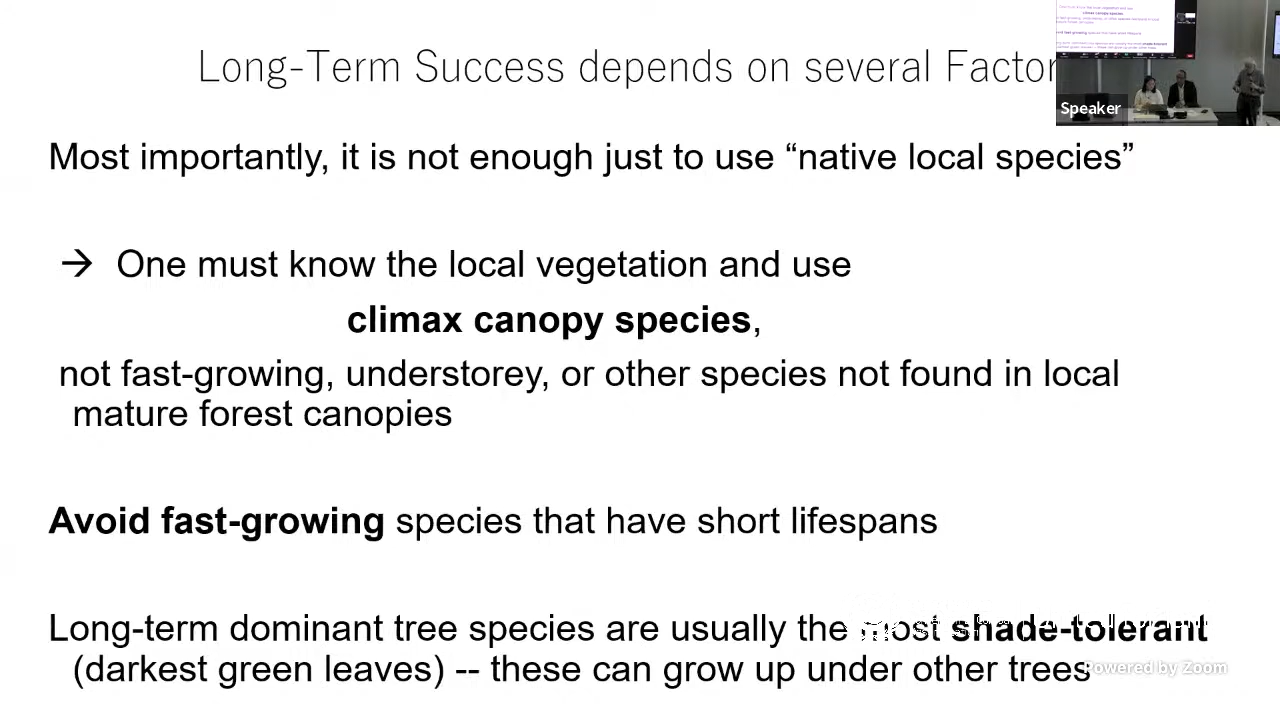 Long-Term Success depends on several Factor
Speaker
Most importantly, it is not enough just to use “native local species”
→ One must know the local vegetation and use
climax canopy species,
not fast-growing, understorey, or other species not found in local
mature forest canopies
Avoid fast-growing species that have short lifespans
Long-term dominant tree species are usually the most shade-tolerant
(darkest green leaves) -- these can grow up under other trees
Powered by Zoom